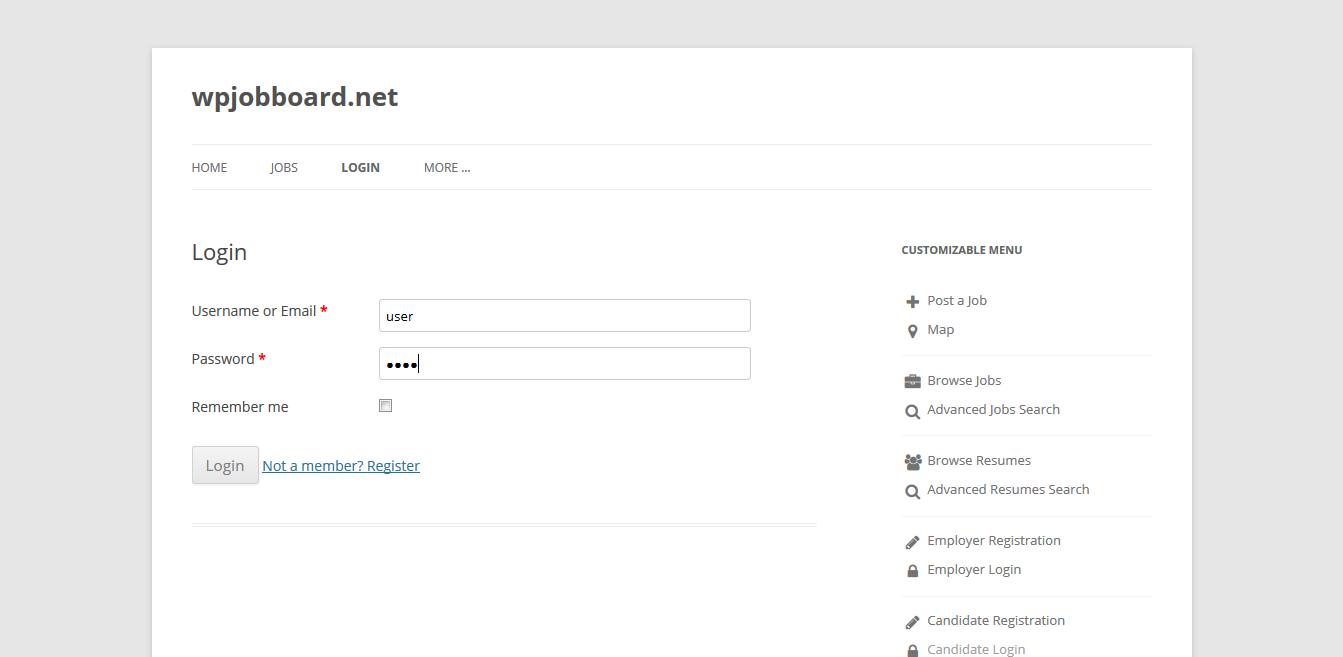 wpjobboard.net
HOME JOBS LOGIN MORE ...
Login
Username or Email *
user
Password *
••••
Remember me
Login Not a member? Register
CUSTOMIZABLE MENU
Post a Job
Map
Browse Jobs
Advanced Jobs Search
Browse Resumes
Advanced Resumes Search
Employer Registration
Employer Login
Candidate Registration
Candidate Login